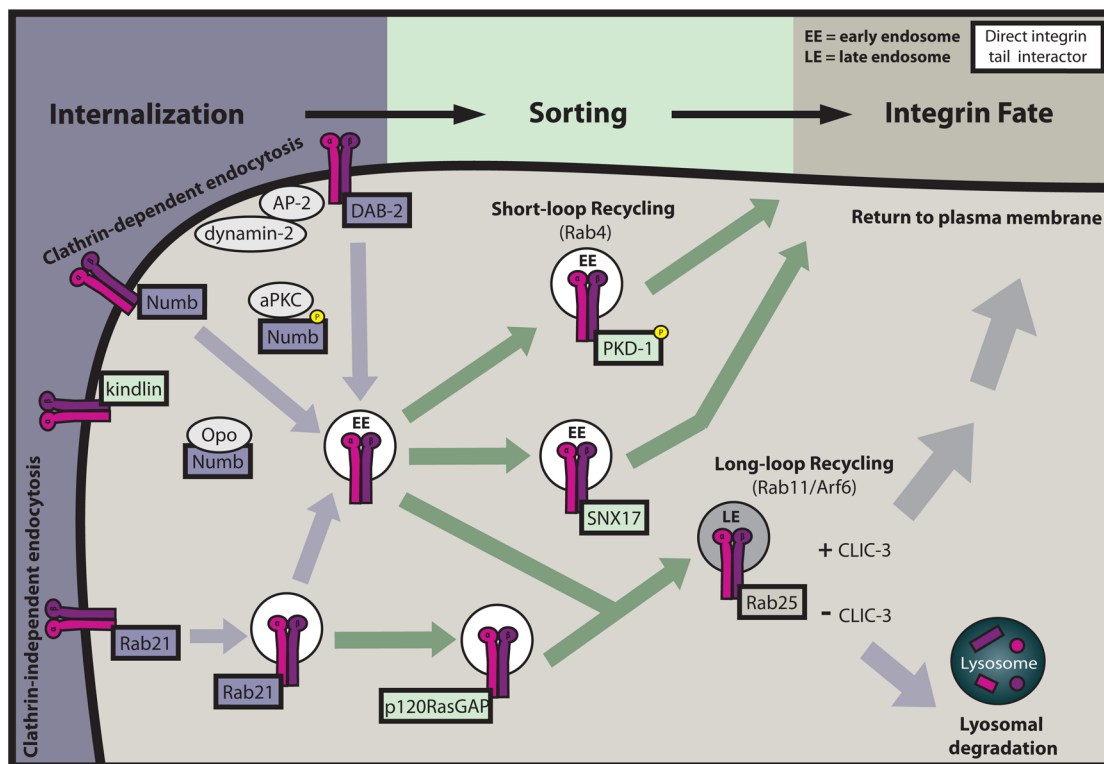 EE = early endosome
LE = late endosome
Direct integrin
tail interactor
Internalization
Sorting
Integrin Fate
Clathrin-dependent endocytosis
AP-2
DAB-2
dynamin-2
α
β
Short-loop Recycling
(Rab4)
Return to plasma membrane
EE
α
β
α
β
Numb
aPKC
P
Numb
P
PKD-1
kindlin
α
β
Opo
Numb
EE
α
β
EE
α
β
SNX17
Long-loop Recycling
(Rab11/Arf6)
LE
α
β
Rab25
+ CLIC-3
- CLIC-3
Clathrin-independent endocytosis
α
β
Rab21
α
β
Rab21
α
β
p120RasGAP
Lysosome
Lyosomal
degradation